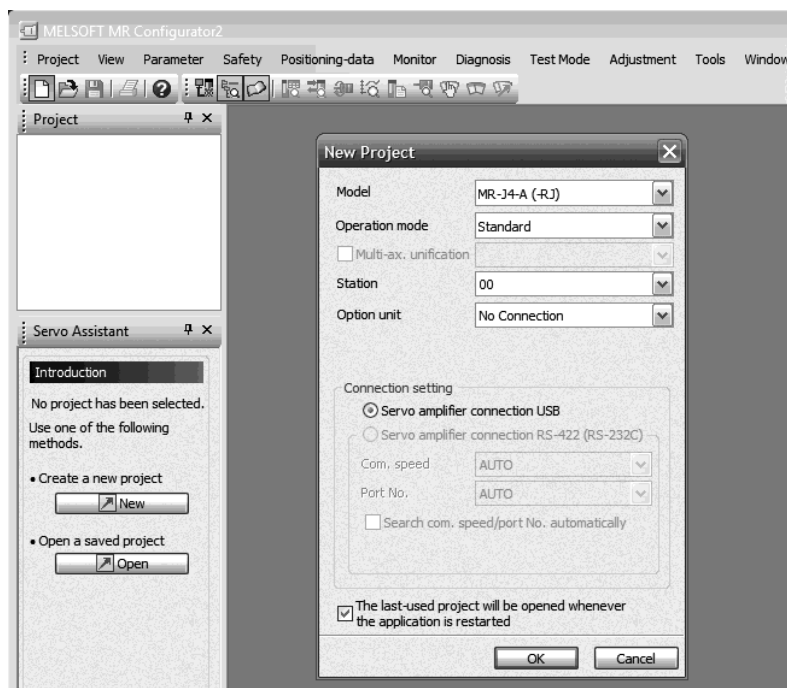 MELSOFT MR Configurator2
Project View Parameter Safety Positioning-data Monitor Diagnosis Test Mode Adjustment Tools Window
Project
New Project
Model MR-J4-A (-RJ)
Operation mode Standard
Multi-ax. unification
Station 00
Option unit No Connection
Servo Assistant
Introduction
No project has been selected.
Use one of the following
methods.
• Create a new project
New
• Open a saved project
Open
Connection setting
Servo amplifier connection USB
Servo amplifier connection RS-422 (RS-232C)
Com. speed AUTO
Port No. AUTO
Search com. speed/port No. automatically
The last-used project will be opened whenever
the application is restarted
OK Cancel